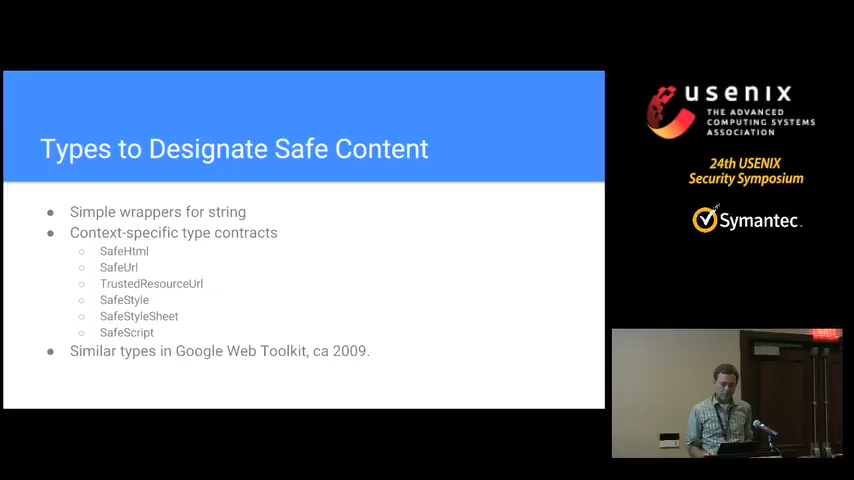 Types to Designate Safe Content
● Simple wrappers for string
● Context-specific type contracts
○ SafeHtml
○ SafeUrl
○ TrustedResourceUrl
○ SafeStyle
○ SafeStyleSheet
○ SafeScript
● Similar types in Google Web Toolkit, ca 2009.
usenix
THE ADVANCED
COMPUTING SYSTEMS
ASSOCIATION
24th USENIX
Security Symposium
Symantec.